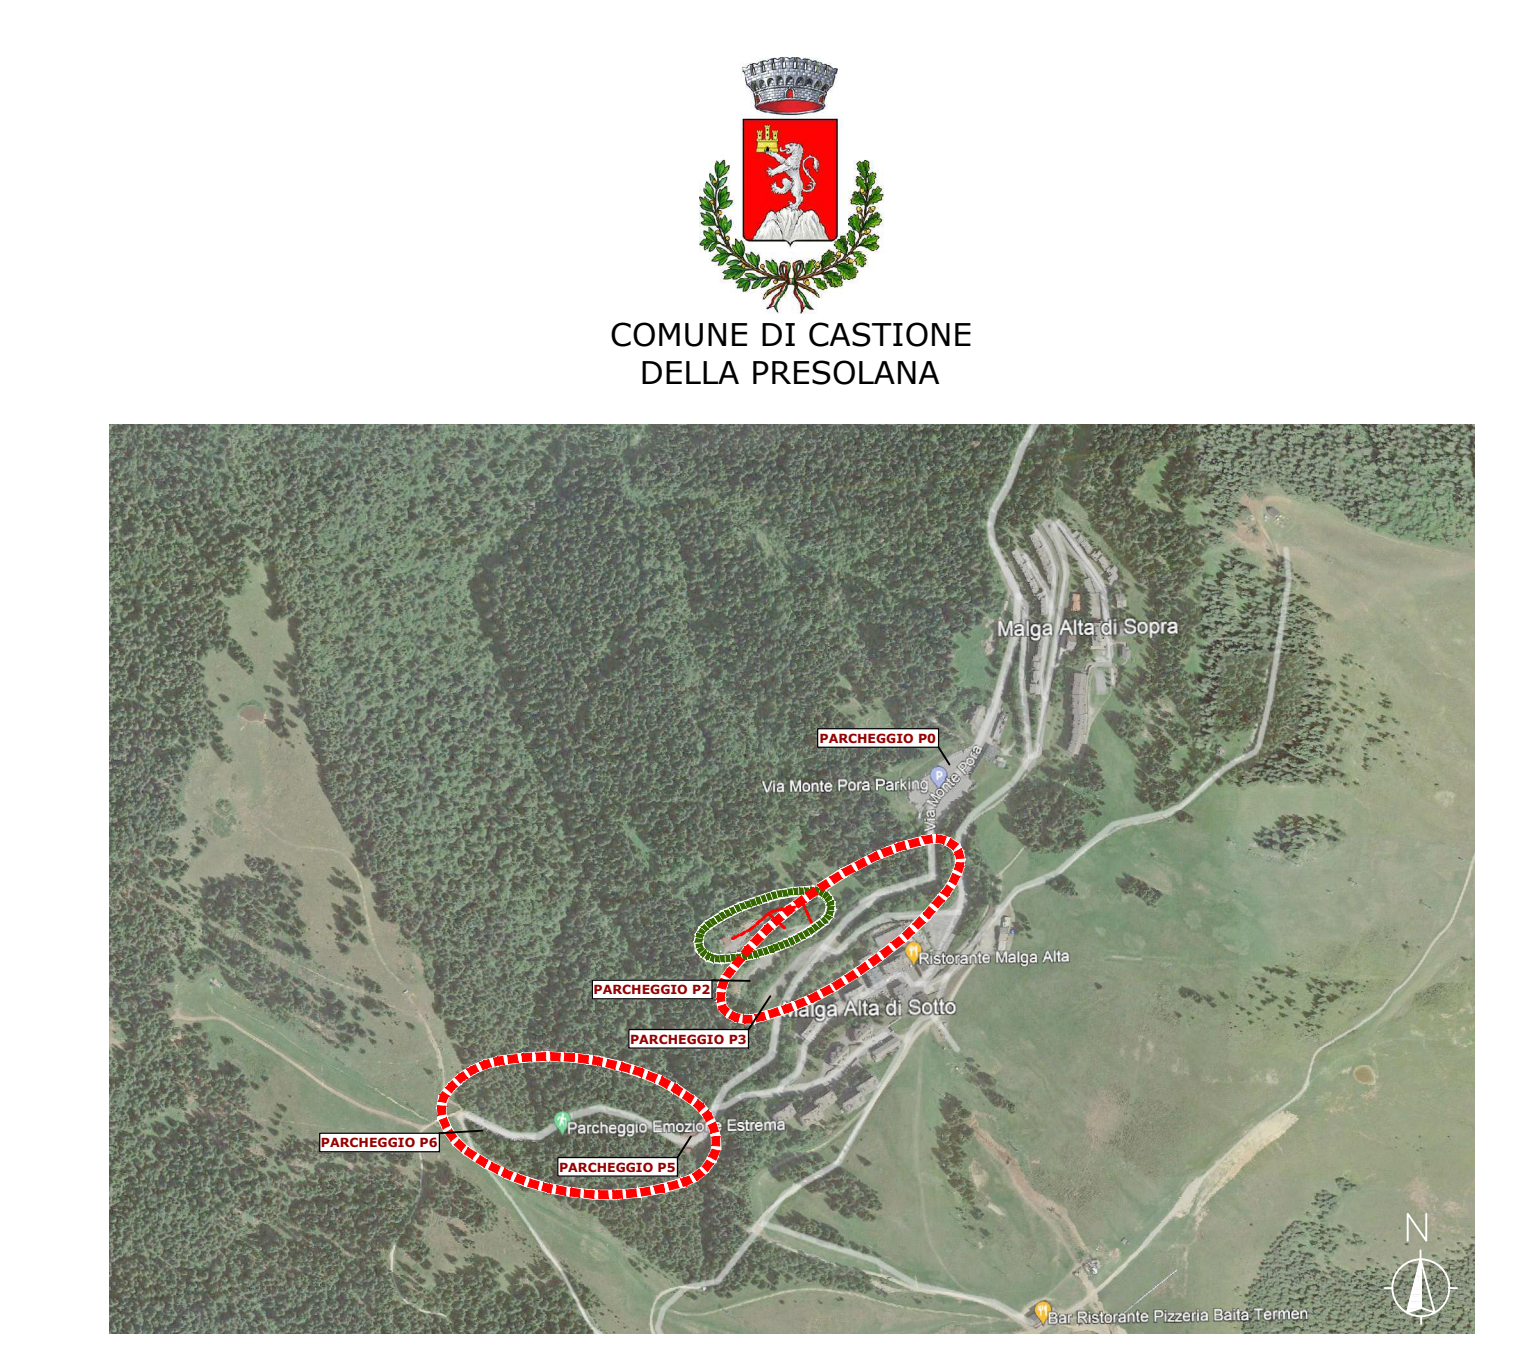 COMUNE DI CASTIONE
DELLA PRESOLANA
Malga Alta di Sopra
PARCHEGGIO P0
Via Monte Pora Parking
P
Via Monte Pora
Ristorante Malga Alta
PARCHEGGIO P2
Malga Alta di Sotto
PARCHEGGIO P3
Parcheggio Emozione Estrema
PARCHEGGIO P6
PARCHEGGIO P5
N
Bar Ristorante Pizzeria Baita Termen